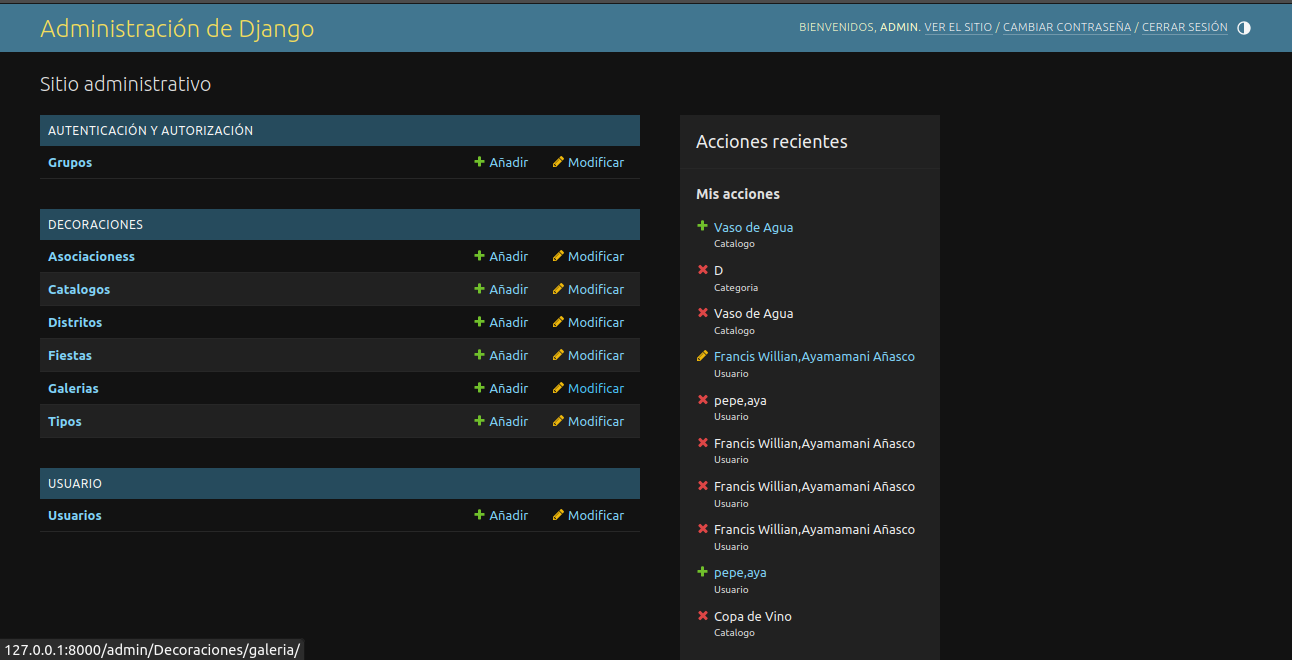 Administración de Django
BIENVENIDOS, ADMIN. VER EL SITIO / CAMBIAR CONTRASEÑA / CERRAR SESIÓN
Sitio administrativo
AUTENTICACIÓN Y AUTORIZACIÓN
Grupos Añadir Modificar
DECORACIONES
Asociacioness Añadir Modificar
Catalogos Añadir Modificar
Distritos Añadir Modificar
Fiestas Añadir Modificar
Galerias Añadir Modificar
Tipos Añadir Modificar
USUARIO
Usuarios Añadir Modificar
Acciones recientes
Mis acciones
Vaso de Agua
Catalogo
D
Categoria
Vaso de Agua
Catalogo
Francis Willian,Ayamamani Añasco
Usuario
pepe,aya
Usuario
Francis Willian,Ayamamani Añasco
Usuario
Francis Willian,Ayamamani Añasco
Usuario
Francis Willian,Ayamamani Añasco
Usuario
pepe,aya
Usuario
Copa de Vino
Catalogo
127.0.0.1:8000/admin/Decoraciones/galeria/